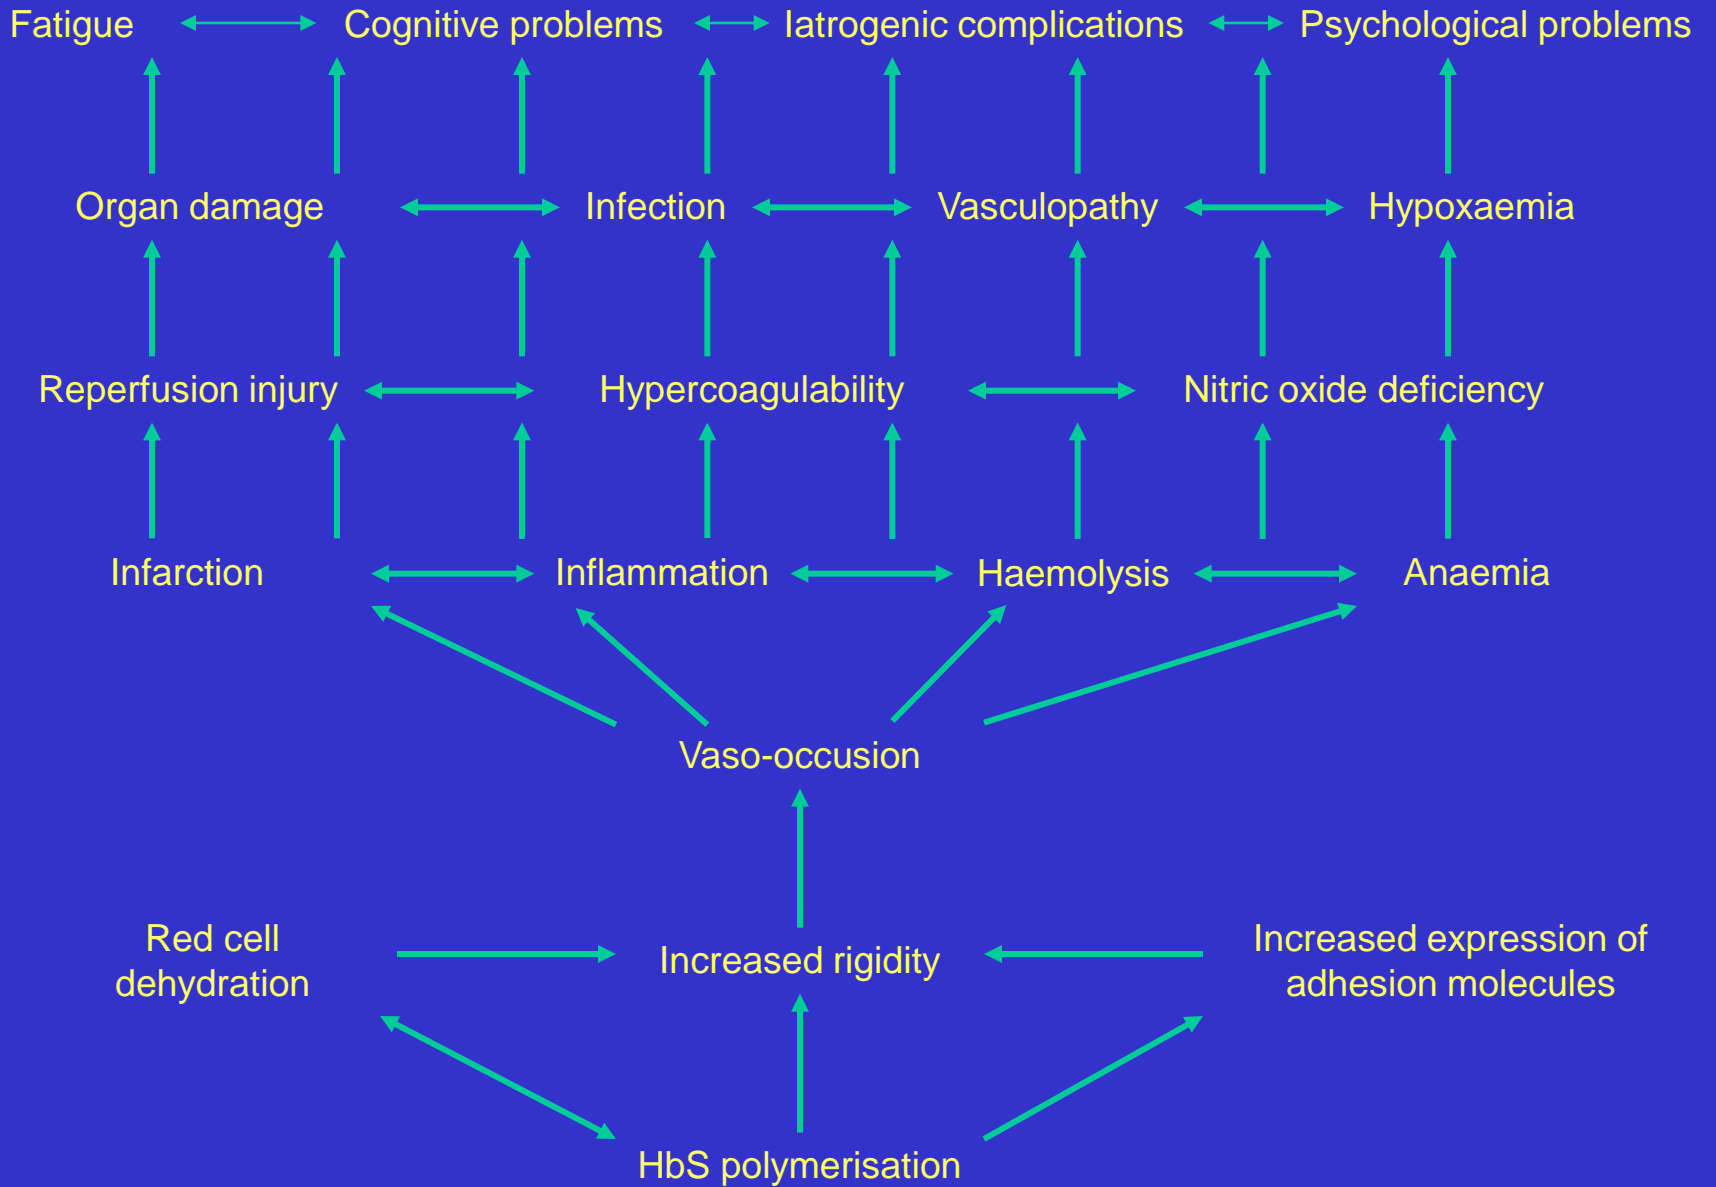 Fatigue Cognitive problems Iatrogenic complications Psychological problems
Organ damage Infection Vasculopathy Hypoxaemia
Reperfusion injury Hypercoagulability Nitric oxide deficiency
Infarction Inflammation Haemolysis Anaemia
Vaso-occusion
Red cell
dehydration
Increased rigidity
Increased expression of
adhesion molecules
HbS polymerisation